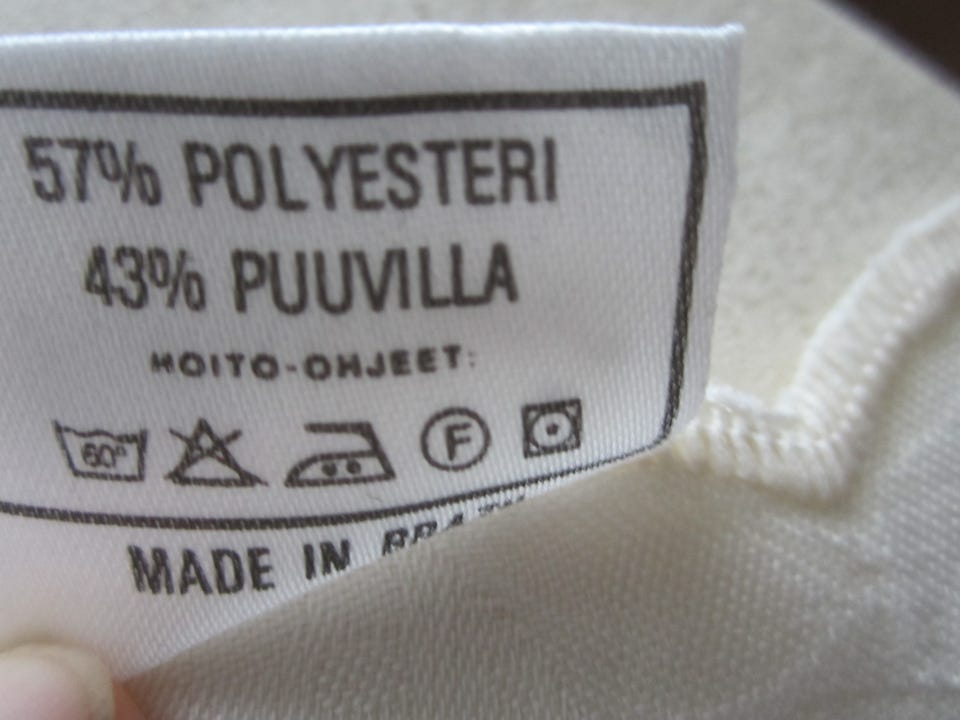 57% POLYESTERI
43% PUUVILLA
HOITO-OHJEET:
60° F
MADE IN